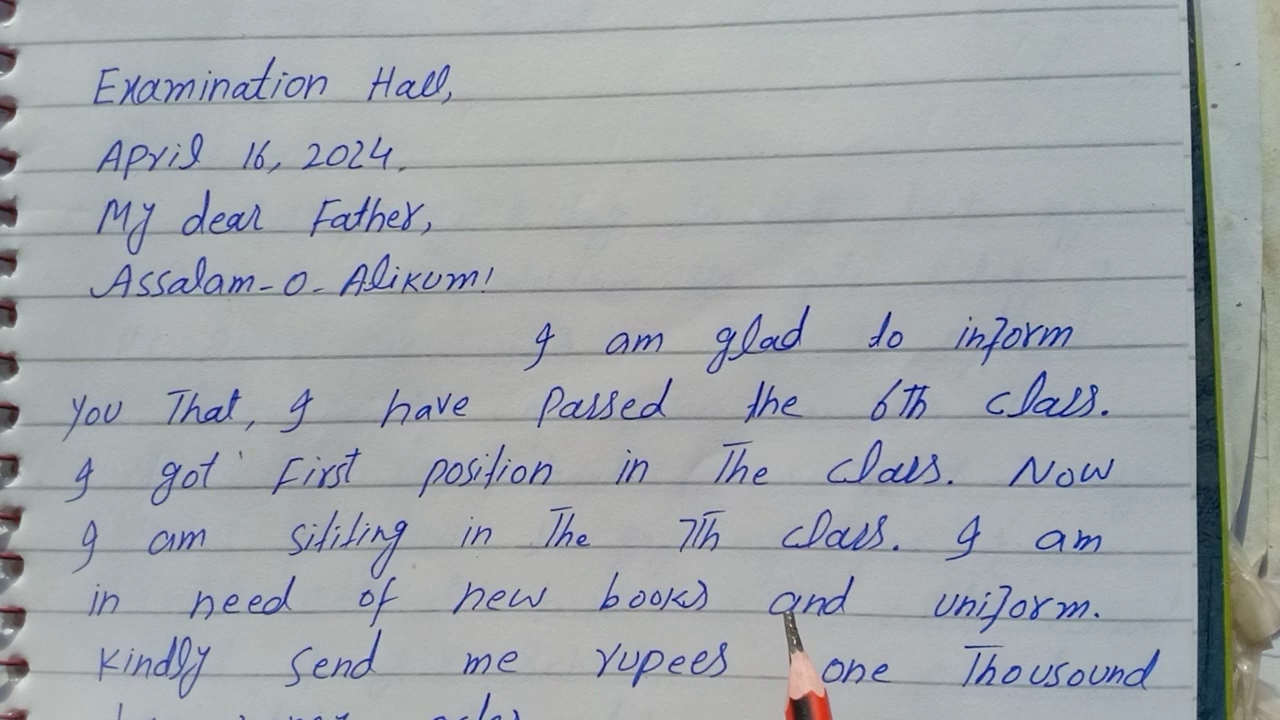 Examination Hall,
April 16, 2024.
My dear Father,
Assalam-o-Alikum!
I am glad to inform
you That, I have passed the 6th class.
I got First position in The class. Now
I am sititing in The 7th class. I am
in need of new books and uniform.
Kindly send me rupees one Thousound